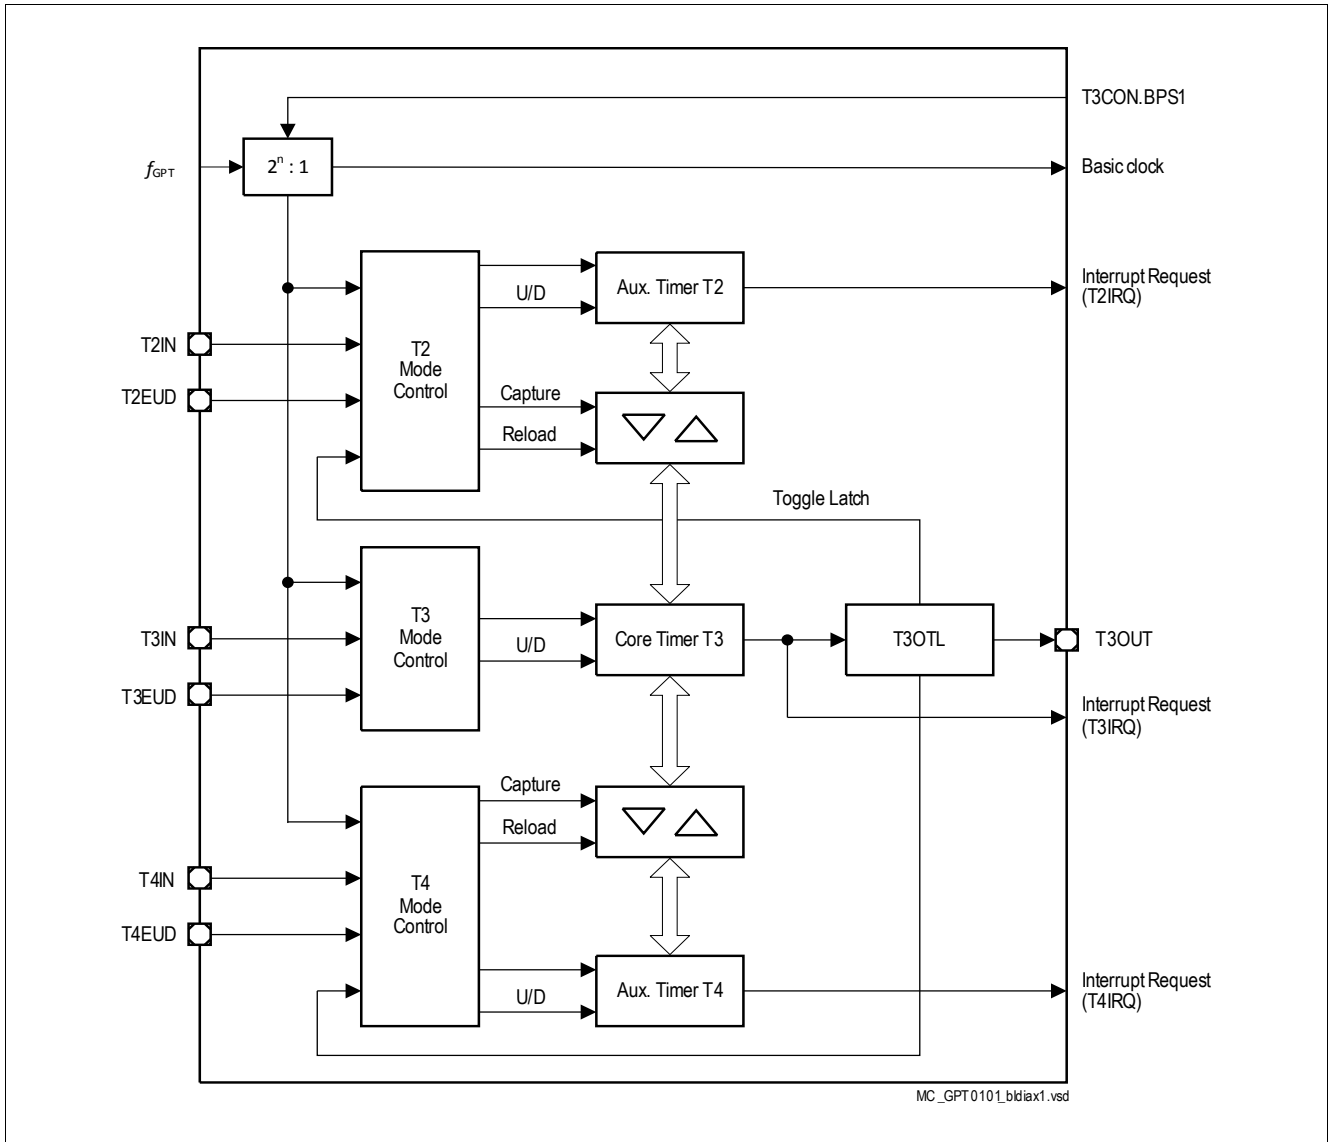 T3CON.BPS1
fGPT
2ⁿ : 1
Basic clock
T2IN
T2EUD
T2
Mode
Control
U/D
Capture
Reload
Aux. Timer T2
Interrupt Request
(T2IRQ)
Toggle Latch
T3IN
T3EUD
T3
Mode
Control
U/D
Core Timer T3
T3OTL
T3OUT
Interrupt Request
(T3IRQ)
T4IN
T4EUD
T4
Mode
Control
Capture
Reload
U/D
Aux. Timer T4
Interrupt Request
(T4IRQ)
MC_GPT0101_bldiax1.vsd